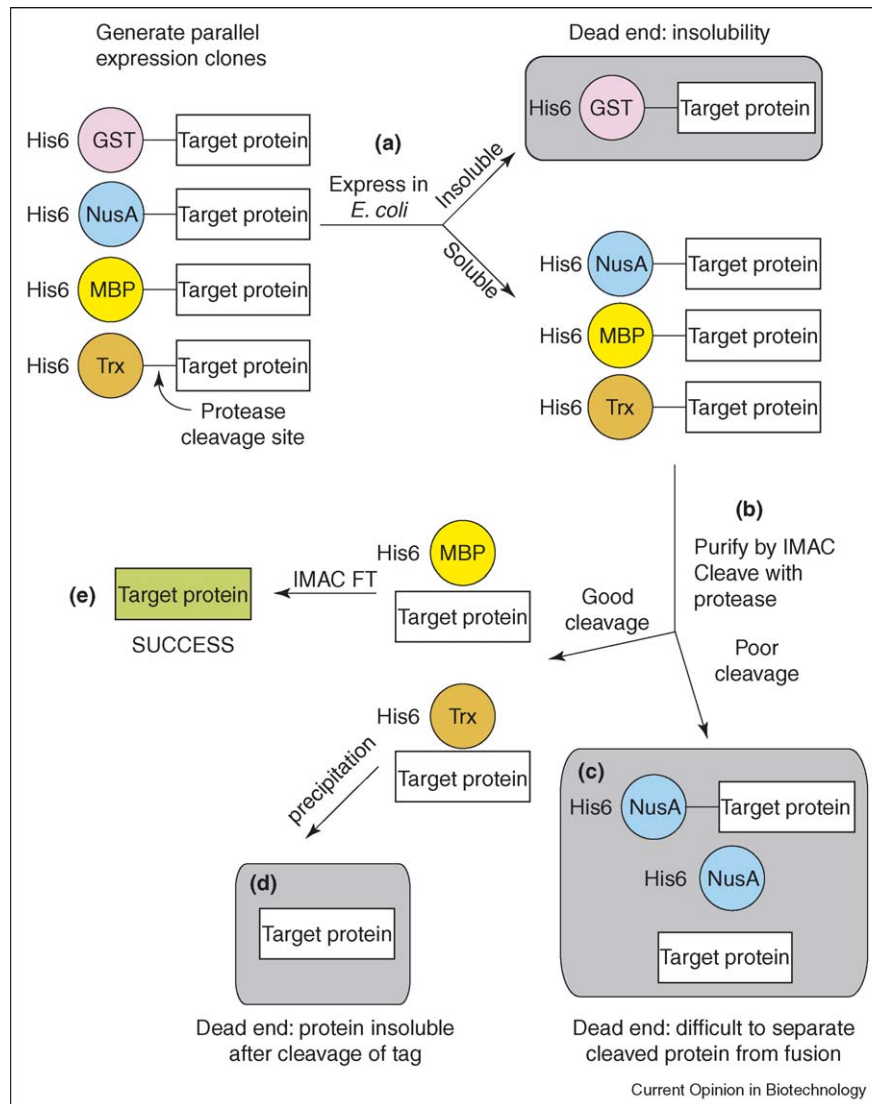 Generate parallel
expression clones
His6 GST Target protein
His6 NusA Target protein
His6 MBP Target protein
His6 Trx Target protein
Protease
cleavage site
(a)
Express in
E. coli
Insoluble
Soluble
Dead end: insolubility
His6 GST Target protein
His6 NusA Target protein
His6 MBP Target protein
His6 Trx Target protein
(b)
Purify by IMAC
Cleave with
protease
Good
cleavage
Poor
cleavage
His6 MBP
Target protein
IMAC FT
(e) Target protein
SUCCESS
His6 Trx
Target protein
precipitation
(d)
Target protein
Dead end: protein insoluble
after cleavage of tag
(c)
His6 NusA Target protein
His6 NusA
Target protein
Dead end: difficult to separate
cleaved protein from fusion
Current Opinion in Biotechnology